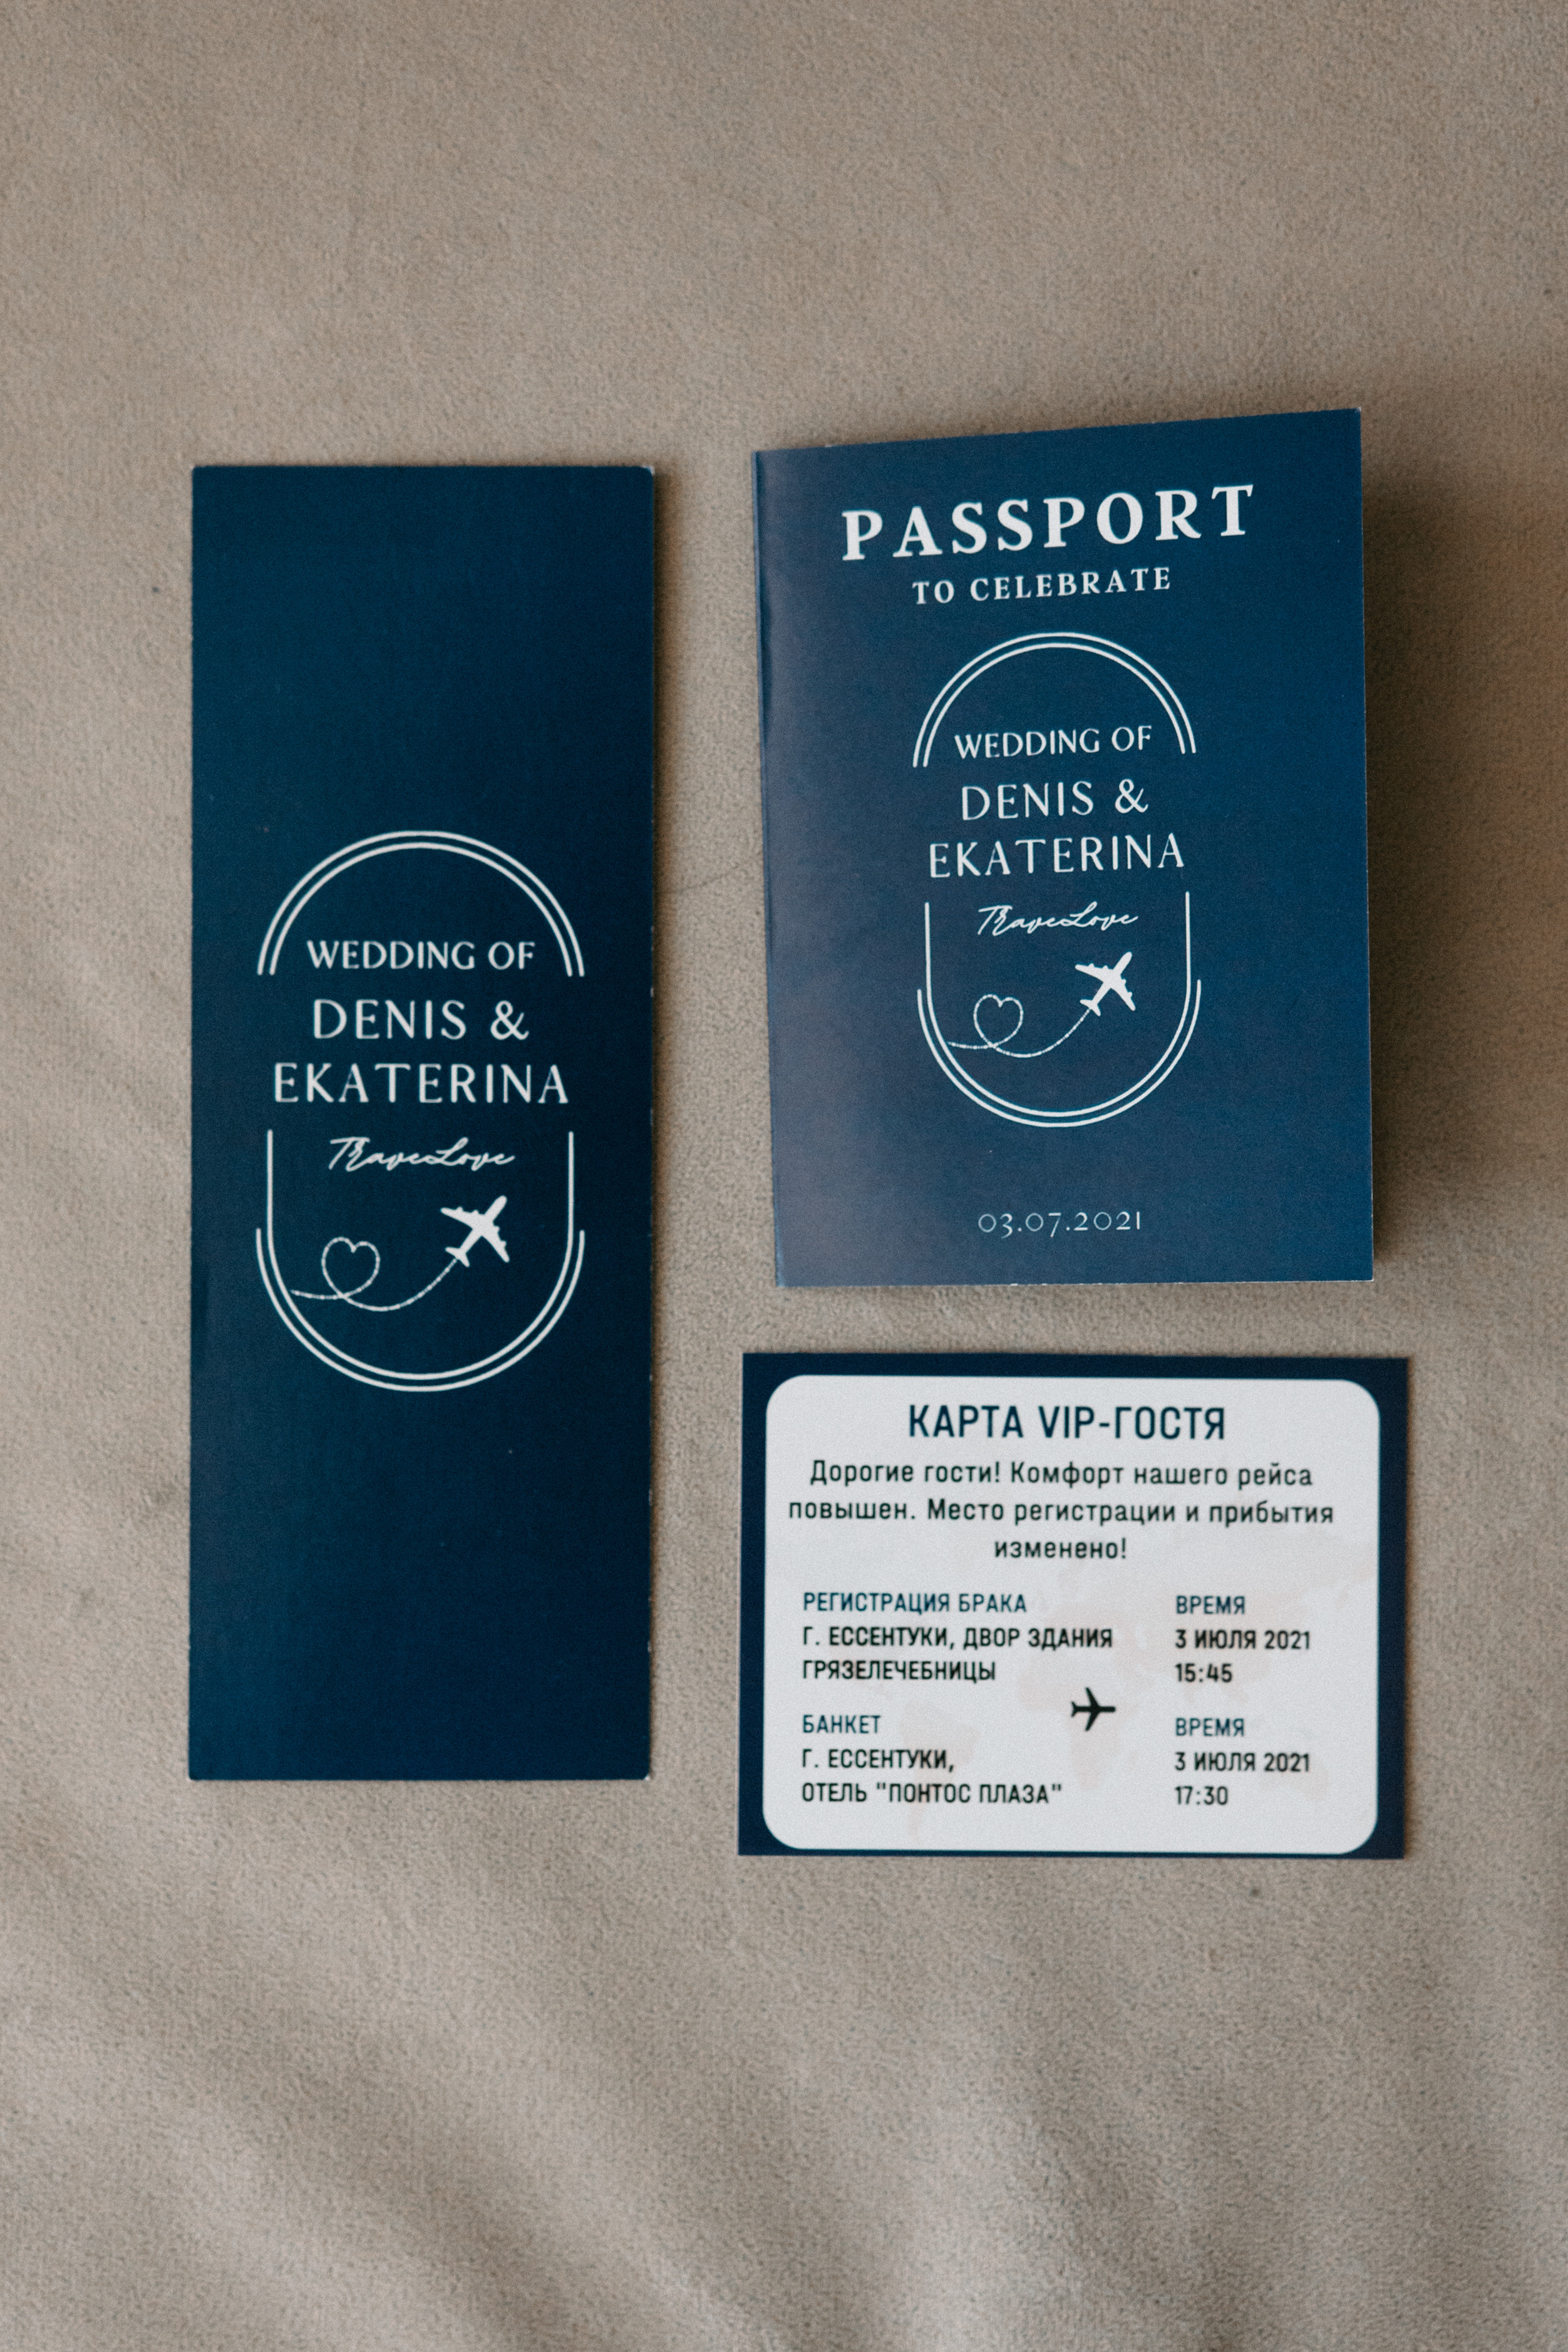 WEDDING OF
DENIS &
EKATERINA
TraveLove
PASSPORT
TO CELEBRATE
WEDDING OF
DENIS &
EKATERINA
TraveLove
03.07.2021
КАРТА VIP-ГОСТЯ
Дорогие гости! Комфорт нашего рейса
повышен. Место регистрации и прибытия
изменено!
РЕГИСТРАЦИЯ БРАКА
Г. ЕССЕНТУКИ, ДВОР ЗДАНИЯ
ГРЯЗЕЛЕЧЕБНИЦЫ
ВРЕМЯ
3 ИЮЛЯ 2021
15:45
БАНКЕТ
Г. ЕССЕНТУКИ,
ОТЕЛЬ "ПОНТОС ПЛАЗА"
ВРЕМЯ
3 ИЮЛЯ 2021
17:30